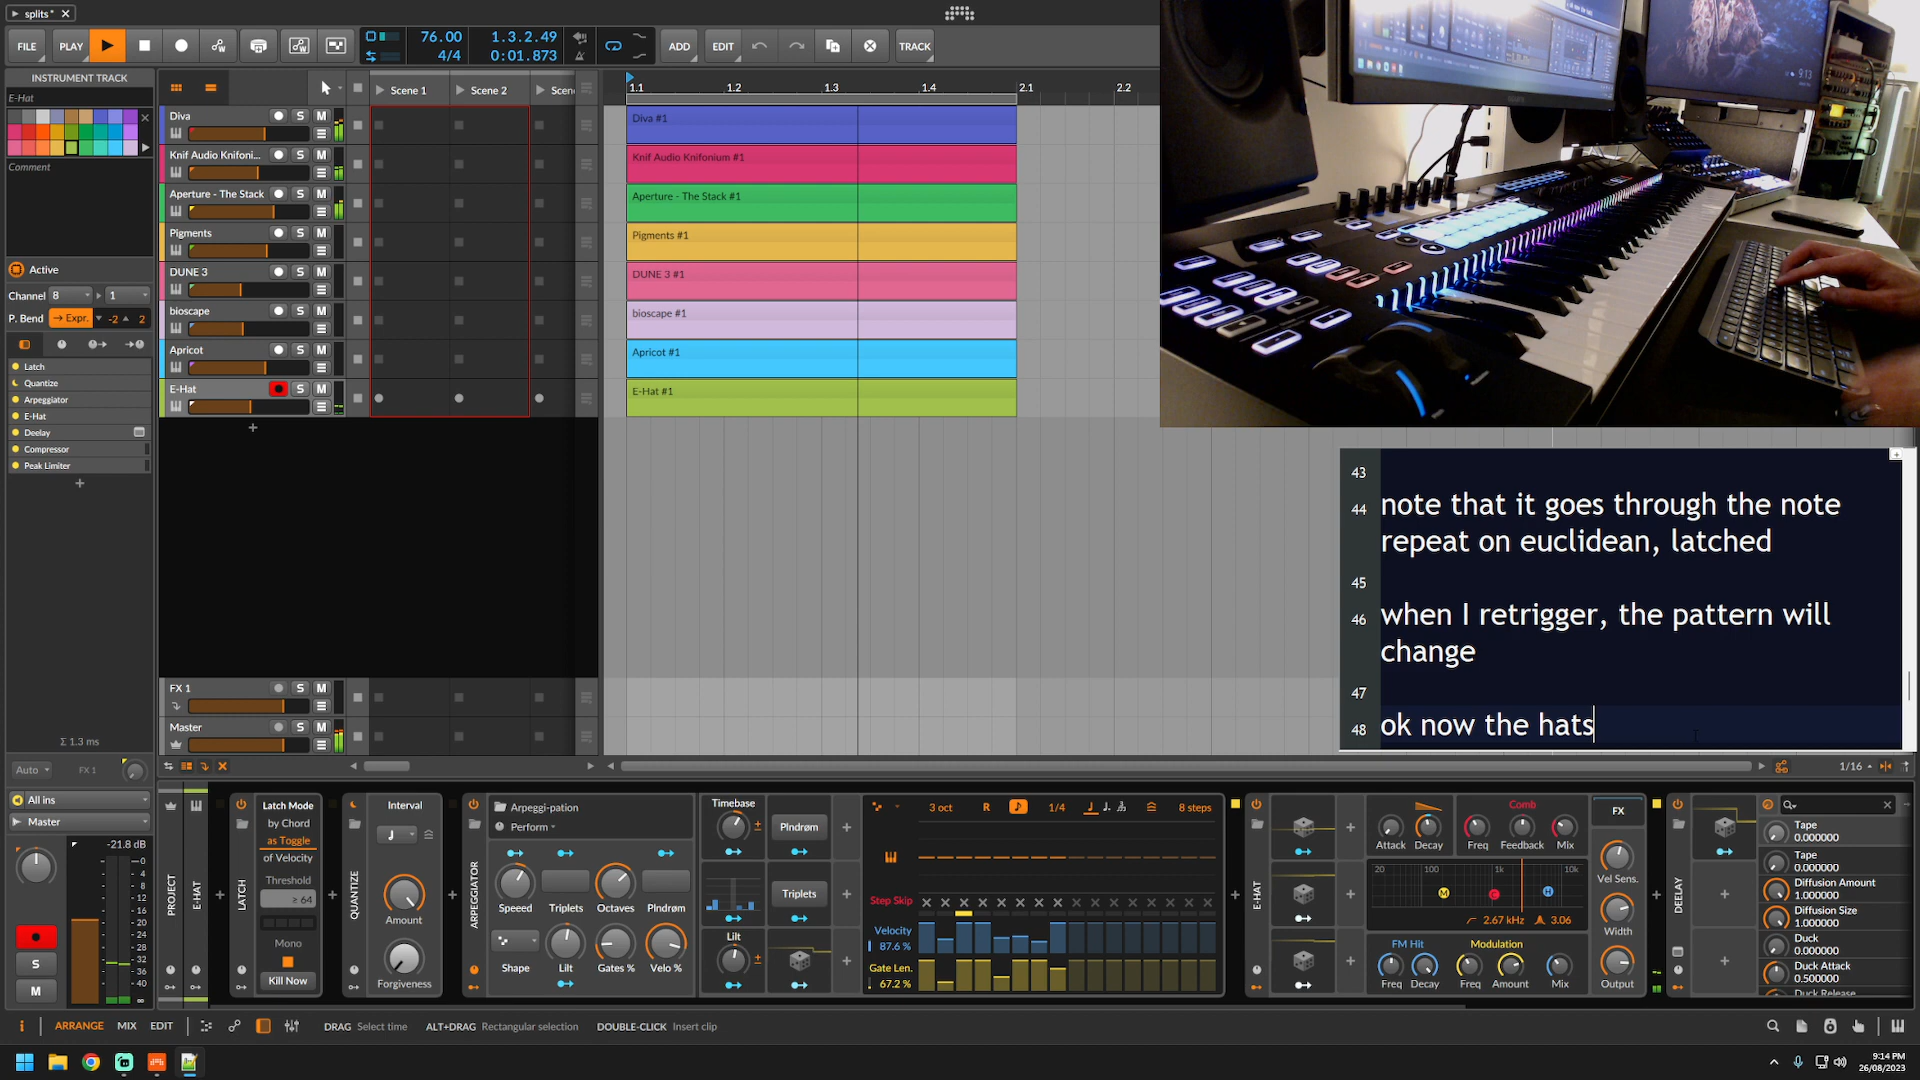 splits*
FILE
PLAY
76.00
4/4
1.3.2.49
0:01.873
ADD
EDIT
TRACK
INSTRUMENT TRACK
E-Hat
Comment
Active
Channel 8 1
P. Bend Expr. -2 2
Latch
Quantize
Arpeggiator
E-Hat
Deelay
Compressor
Peak Limiter
Σ 1.3 ms
Auto FX 1
All ins
Master
-21.8 dB
Scene 1
Scene 2
Diva S M
Knif Audio Knifoni... S M
Aperture - The Stack S M
Pigments S M
DUNE 3 S M
bioscape S M
Apricot S M
E-Hat S M
FX 1 S M
Master S M
1.1 1.2 1.3 1.4 2.1 2.2
Diva #1
Knif Audio Knifonium #1
Aperture - The Stack #1
Pigments #1
DUNE 3 #1
bioscape #1
Apricot #1
E-Hat #1
43
44 note that it goes through the note
repeat on euclidean, latched
45
46 when I retrigger, the pattern will
change
47
48 ok now the hats
1/16
PROJECT
E-HAT
LATCH
Latch Mode
by Chord
as Toggle
of Velocity
Threshold
≥ 64
Mono
Kill Now
QUANTIZE
Interval
Amount
Forgiveness
ARPEGGIATOR
Arpeggi-pation
Perform
Speeed Triplets Octaves Plndrøm
Shape Lilt Gates % Velo %
Timebase
Plndrøm
Triplets
Lilt
3 oct R 1/4 8 steps
Step Skip
Velocity
87.6 %
Gate Len.
67.2 %
E-HAT
Attack Decay
Comb
Freq Feedback Mix
20 100 1k 10k
M C H
2.67 kHz 3.06
FM Hit
Freq Decay
Modulation
Freq Amount Mix
FX
Vel Sens.
Width
Output
DEELAY
Tape
0.000000
Tape
0.000000
Diffusion Amount
1.000000
Diffusion Size
1.000000
Duck
0.000000
Duck Attack
0.500000
Duck Release
S
M
ARRANGE MIX EDIT
DRAG Select time
ALT+DRAG Rectangular selection
DOUBLE-CLICK Insert clip
9:14 PM
26/08/2023